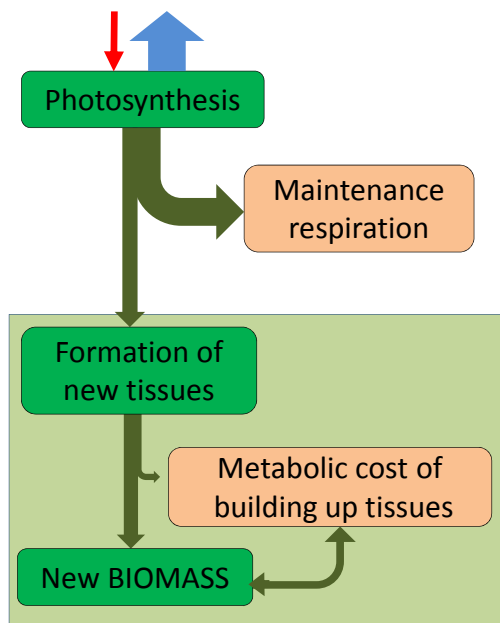 Photosynthesis
Maintenance
respiration
Formation of
new tissues
Metabolic cost of
building up tissues
New BIOMASS